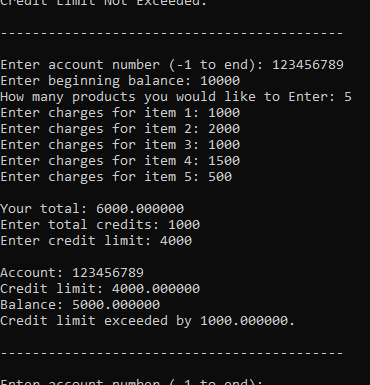 Credit Limit Not Exceeded.
-------------------------------------------
Enter account number (-1 to end): 123456789
Enter beginning balance: 10000
How many products you would like to Enter: 5
Enter charges for item 1: 1000
Enter charges for item 2: 2000
Enter charges for item 3: 1000
Enter charges for item 4: 1500
Enter charges for item 5: 500
Your total: 6000.000000
Enter total credits: 1000
Enter credit limit: 4000
Account: 123456789
Credit limit: 4000.000000
Balance: 5000.000000
Credit limit exceeded by 1000.000000.
-------------------------------------------
Enter account number (-1 to end):